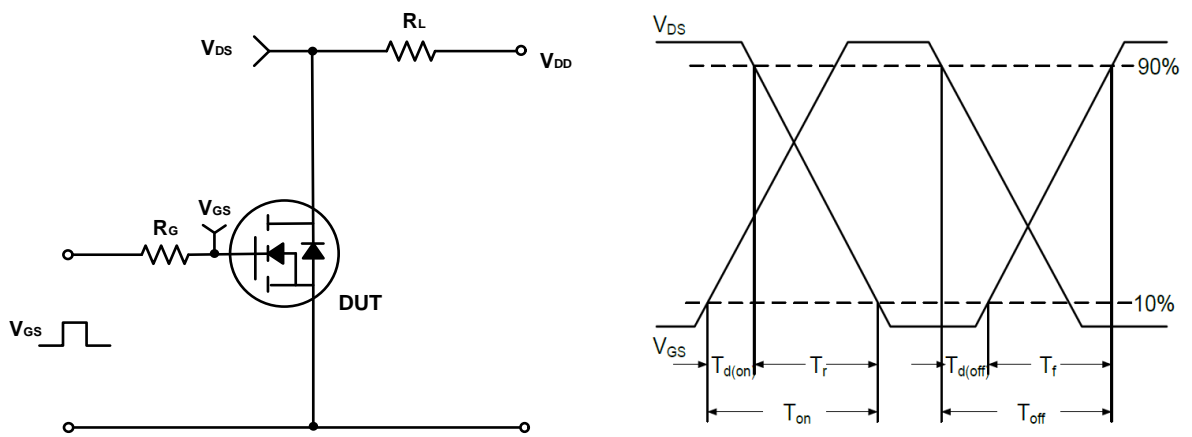 RL
VDS
VDD
VGS
RG
DUT
VGS
VDS
90%
10%
VGS
Td(on) Tr Td(off) Tf
Ton Toff